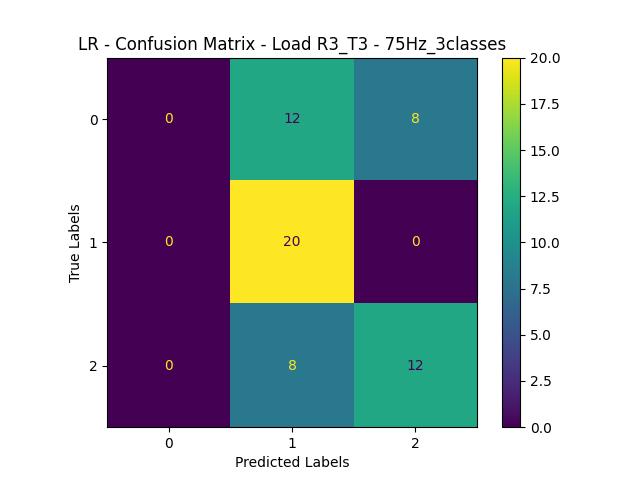 LR - Confusion Matrix - Load R3_T3 - 75Hz_3classes
0 0 12 8
1 0 20 0
2 0 8 12
0 1 2
Predicted Labels
True Labels
20.0
17.5
15.0
12.5
10.0
7.5
5.0
2.5
0.0